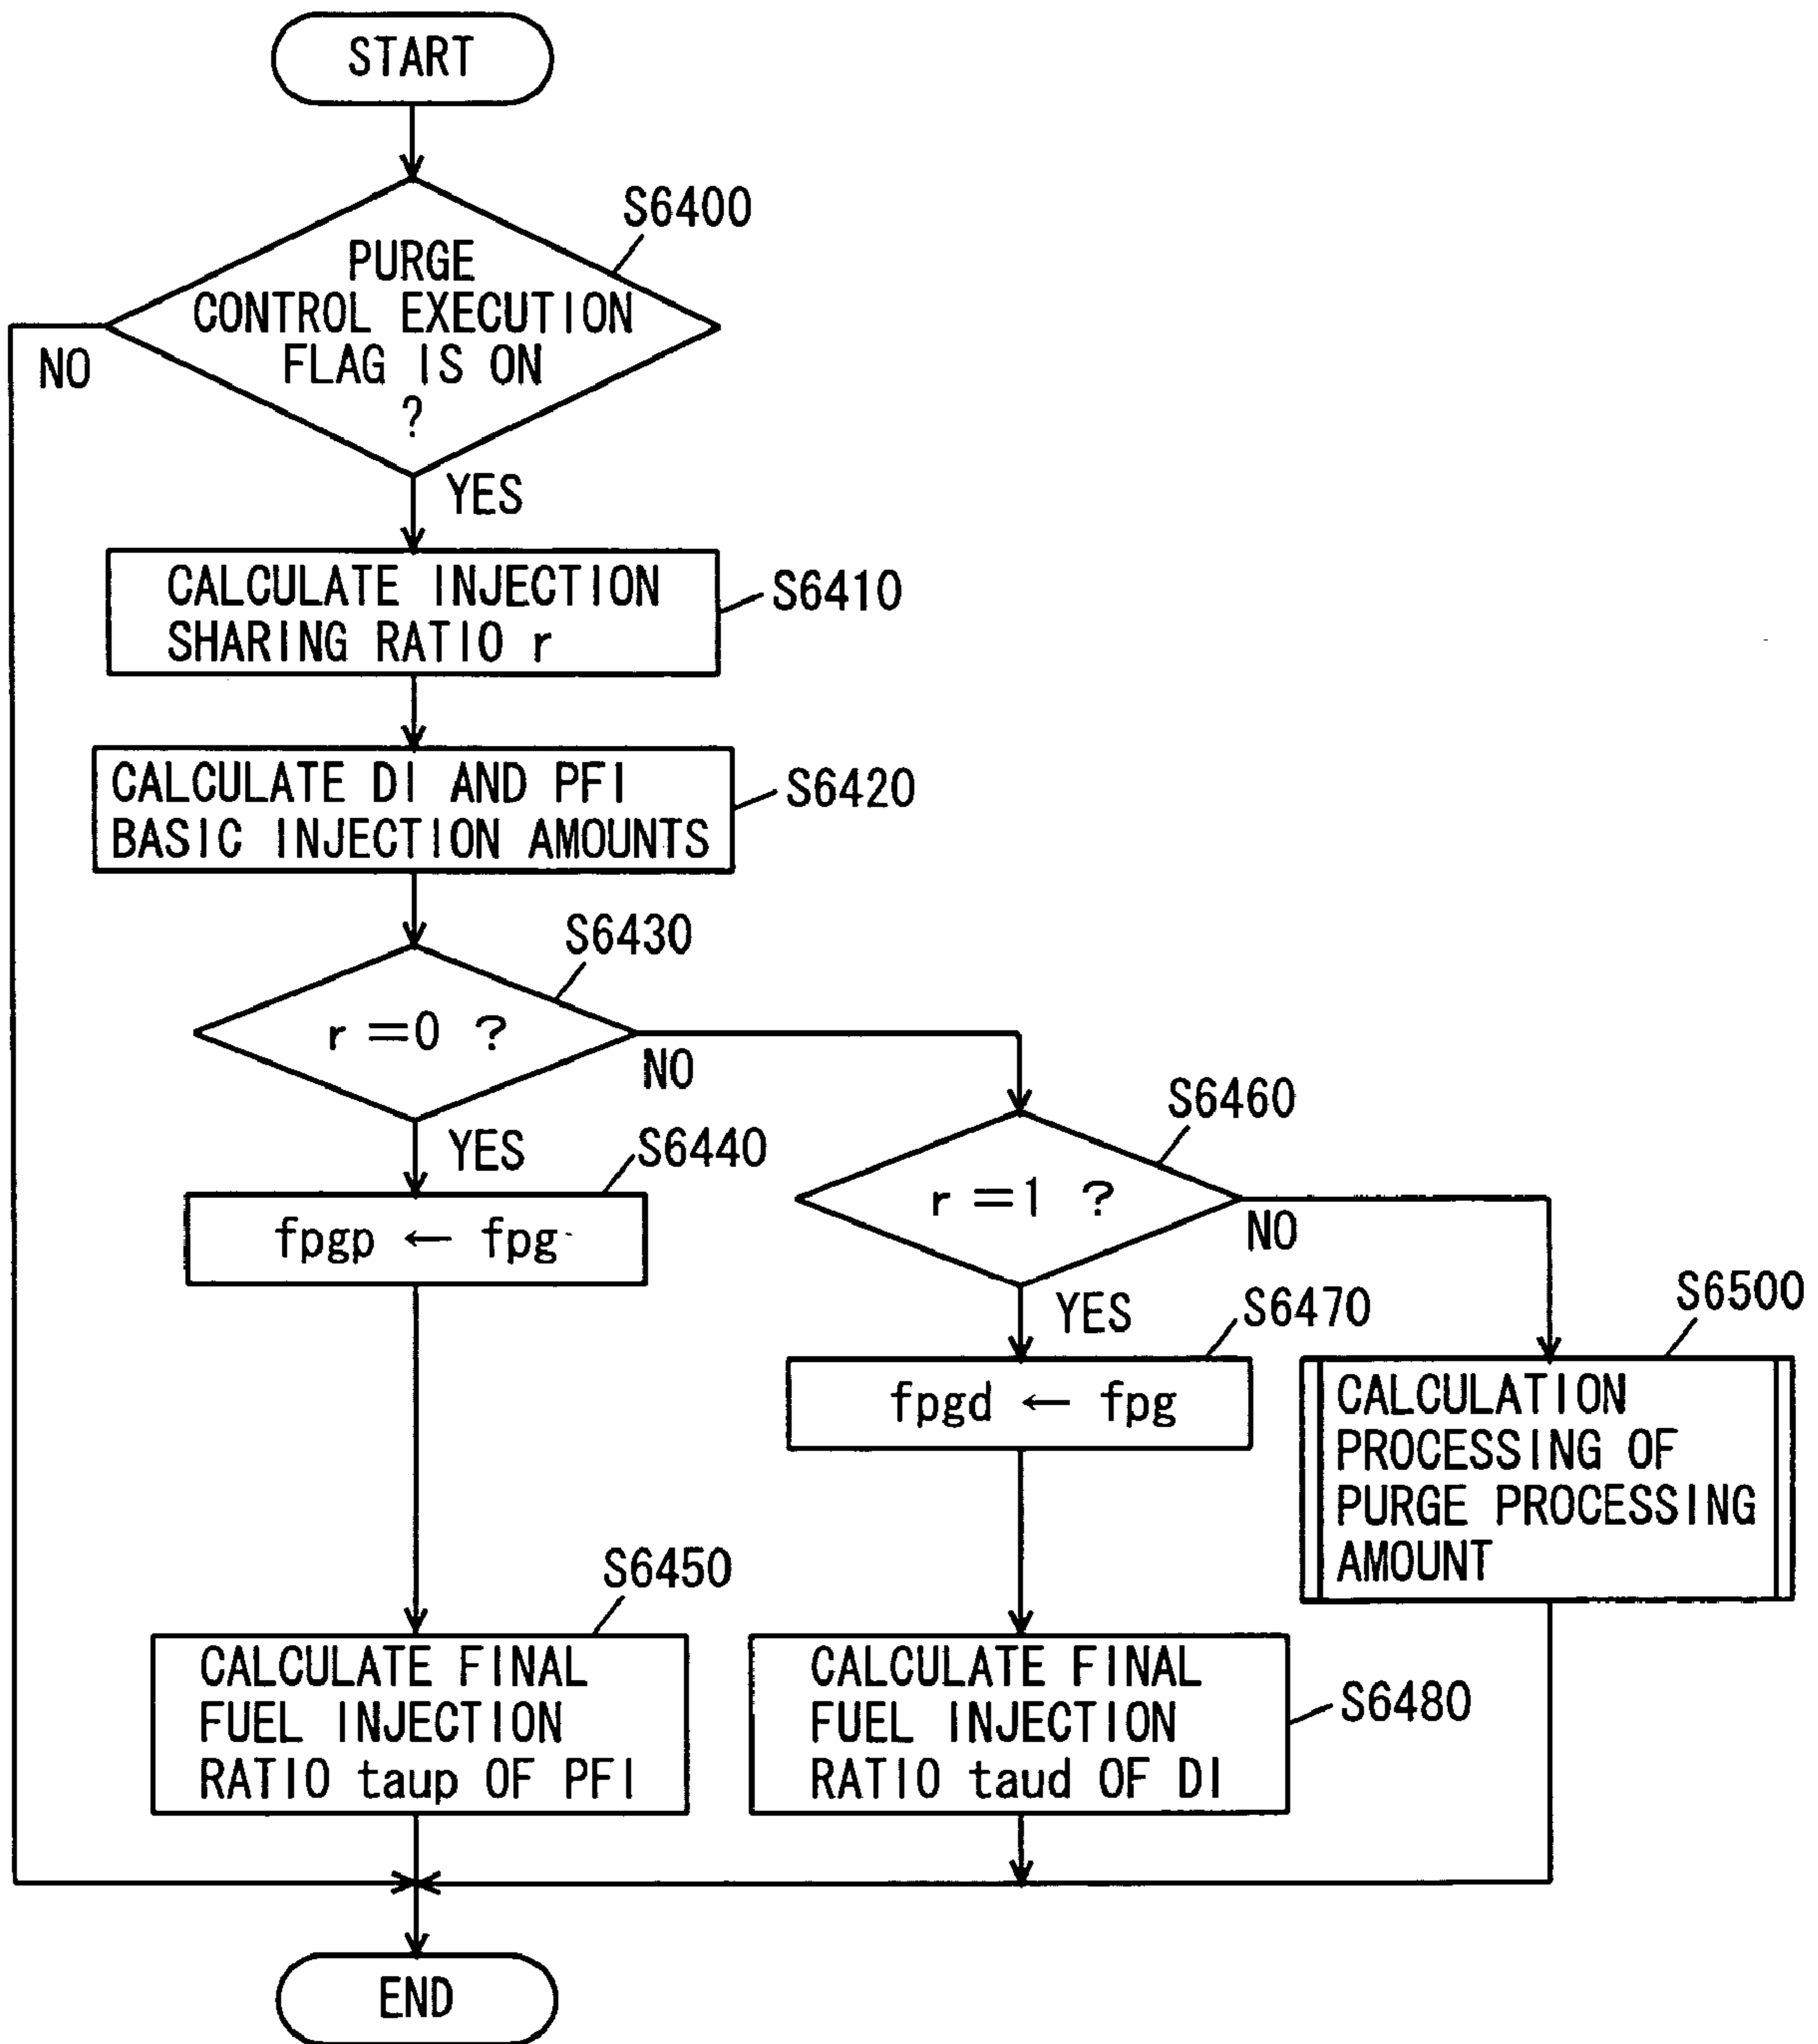 START
S6400
PURGE
CONTROL EXECUTION
FLAG IS ON
?
NO
YES
CALCULATE INJECTION
SHARING RATIO r
S6410
CALCULATE DI AND PFI
BASIC INJECTION AMOUNTS
S6420
S6430
r=0 ?
NO
YES
S6440
fpgp ← fpg
S6460
r=1 ?
NO
YES
S6470
fpgd ← fpg
S6500
CALCULATION
PROCESSING OF
PURGE PROCESSING
AMOUNT
S6450
CALCULATE FINAL
FUEL INJECTION
RATIO taup OF PFI
CALCULATE FINAL
FUEL INJECTION
RATIO taud OF DI
S6480
END